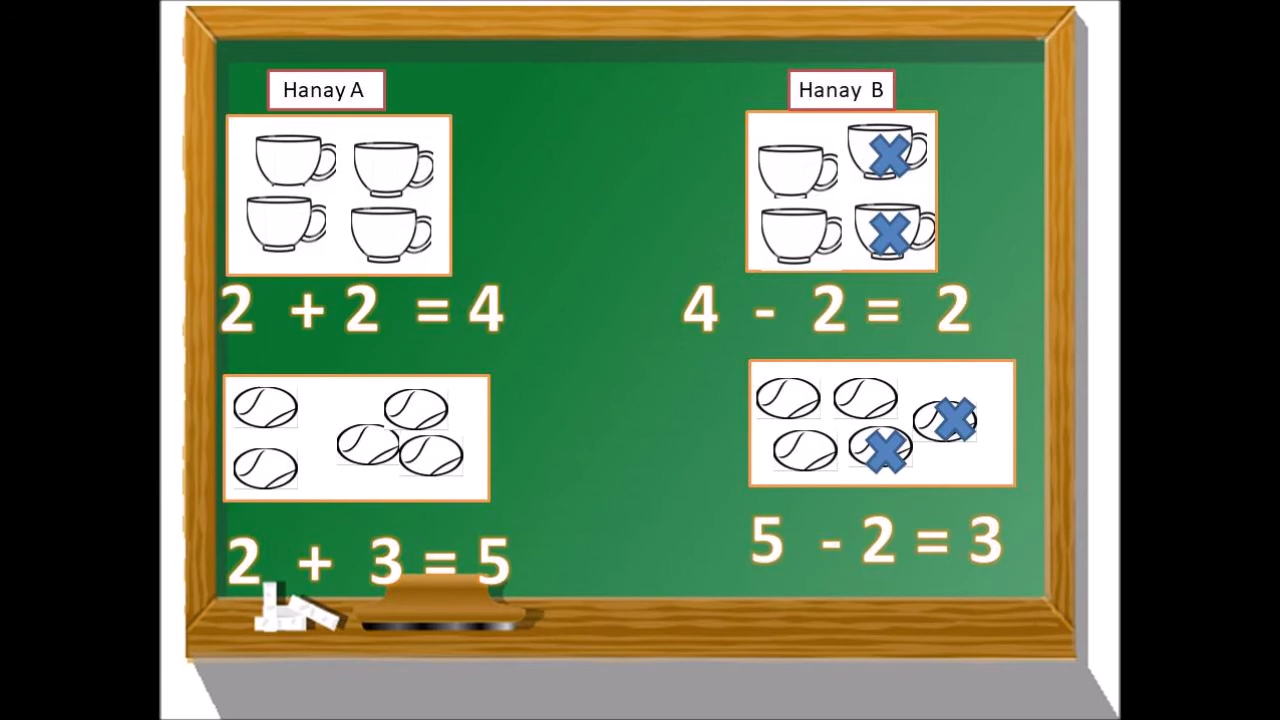 Hanay A
2 + 2 = 4
2 + 3 = 5
Hanay B
4 - 2 = 2
5 - 2 = 3